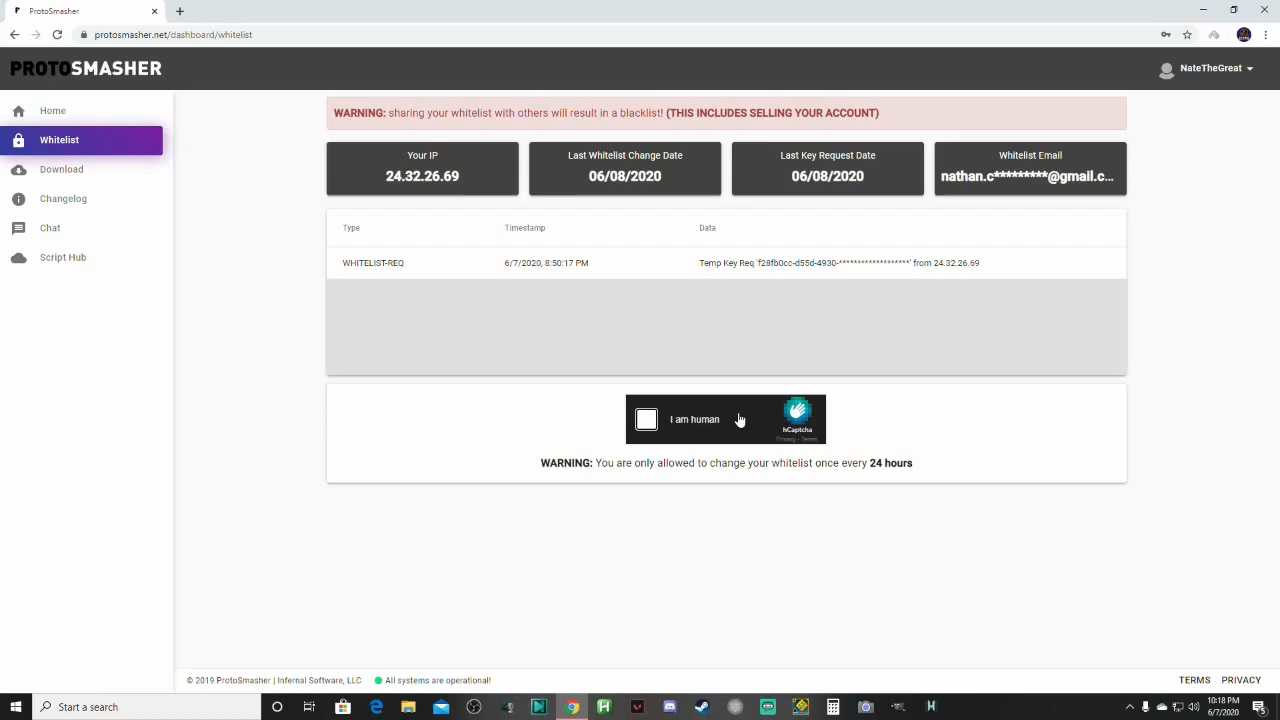 ProtoSmasher
protosmasher.net/dashboard/whitelist
PROTOSMASHER
NateTheGreat
Home
Whitelist
Download
Changelog
Chat
Script Hub
WARNING: sharing your whitelist with others will result in a blacklist! (THIS INCLUDES SELLING YOUR ACCOUNT)
Your IP
24.32.26.69
Last Whitelist Change Date
06/08/2020
Last Key Request Date
06/08/2020
Whitelist Email
nathan.c*********@gmail.c...
Type Timestamp Data
WHITELIST-REQ 6/7/2020, 8:50:17 PM Temp Key Req 'f28fb0cc-d55d-4930-*******************' from 24.32.26.69
I am human
hCaptcha
Privacy - Terms
WARNING: You are only allowed to change your whitelist once every 24 hours
© 2019 ProtoSmasher | Infernal Software, LLC All systems are operational!
TERMS PRIVACY
Start a search
10:18 PM
6/7/2020